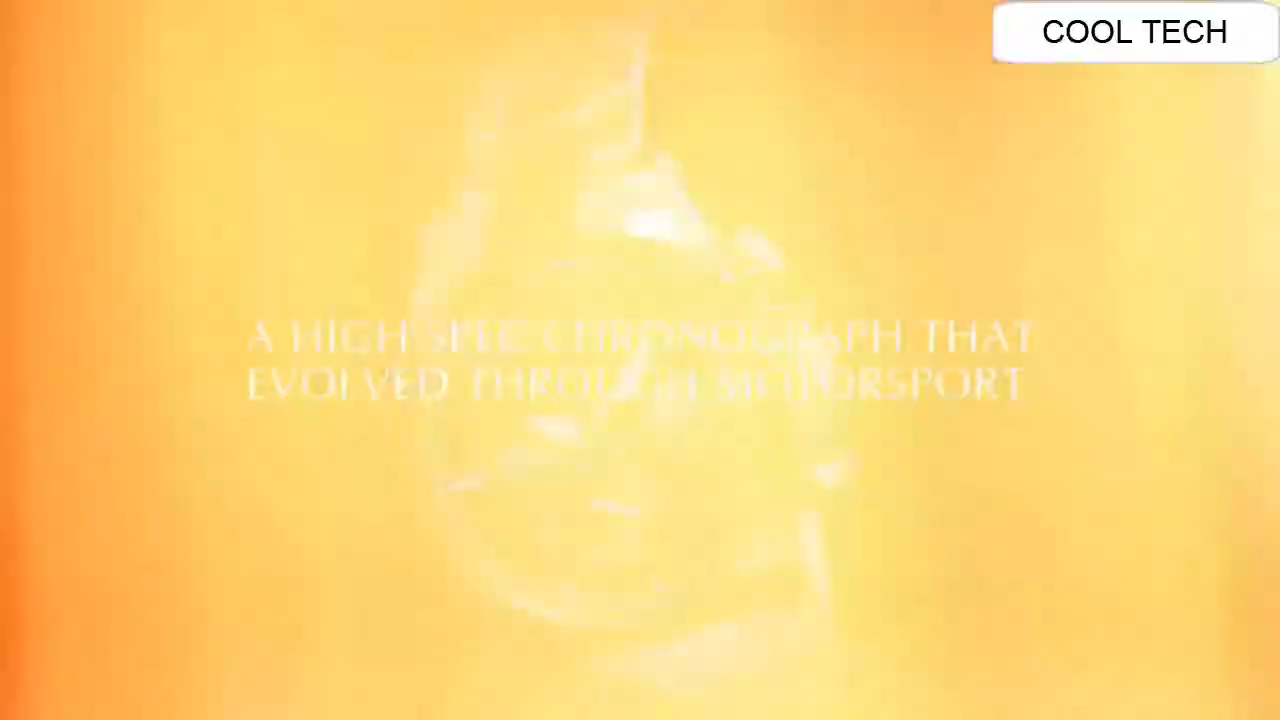 COOL TECH
A HIGH SPEC CHRONOGRAPH THAT
EVOLVED THROUGH MOTORSPORT